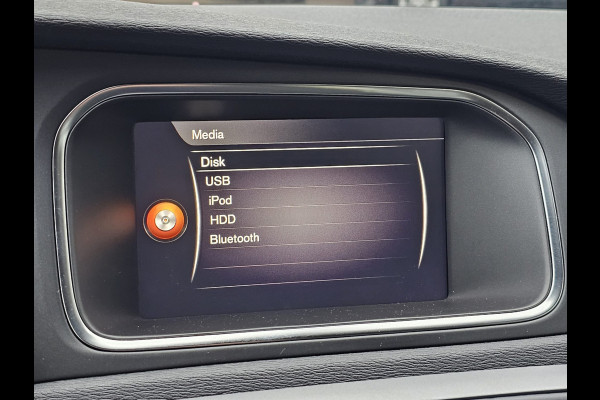 Media
Disk
USB
iPod
HDD
Bluetooth